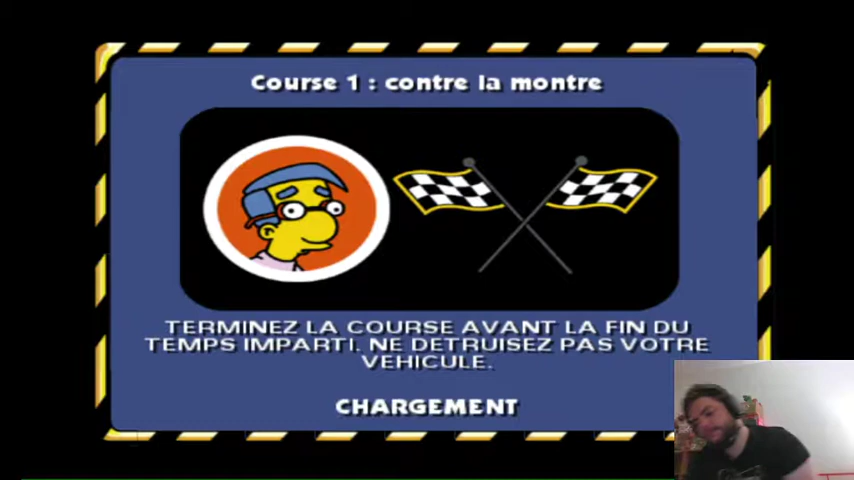 Course 1 : contre la montre
TERMINEZ LA COURSE AVANT LA FIN DU
TEMPS IMPARTI. NE DETRUISEZ PAS VOTRE
VEHICULE.
CHARGEMENT